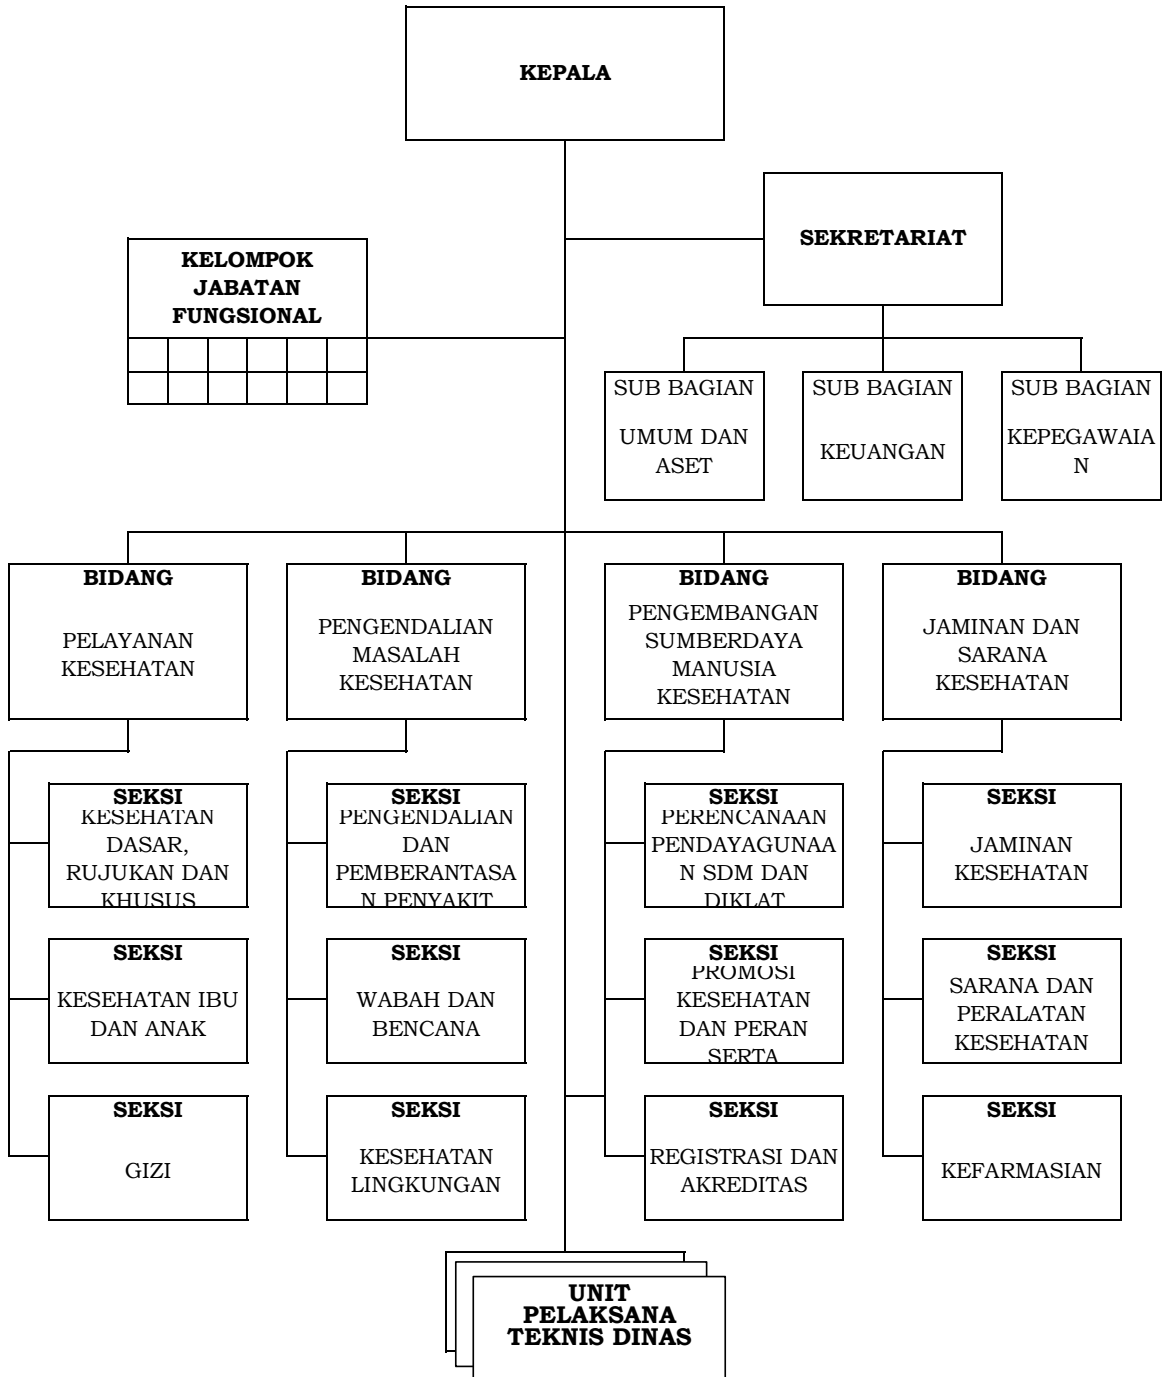 KEPALA
SEKRETARIAT
KELOMPOK
JABATAN
FUNGSIONAL
SUB BAGIAN
UMUM DAN
ASET
SUB BAGIAN
KEUANGAN
SUB BAGIAN
KEPEGAWAIA
N
BIDANG
PELAYANAN
KESEHATAN
BIDANG
PENGENDALIAN
MASALAH
KESEHATAN
BIDANG
PENGEMBANGAN
SUMBERDAYA
MANUSIA
KESEHATAN
BIDANG
JAMINAN DAN
SARANA
KESEHATAN
SEKSI
KESEHATAN
DASAR,
RUJUKAN DAN
KHUSUS
SEKSI
PENGENDALIAN
DAN
PEMBERANTASA
N PENYAKIT
SEKSI
PERENCANAAN
PENDAYAGUNAA
N SDM DAN
DIKLAT
SEKSI
JAMINAN
KESEHATAN
SEKSI
KESEHATAN IBU
DAN ANAK
SEKSI
WABAH DAN
BENCANA
SEKSI
PROMOSI
KESEHATAN
DAN PERAN
SERTA
SEKSI
SARANA DAN
PERALATAN
KESEHATAN
SEKSI
GIZI
SEKSI
KESEHATAN
LINGKUNGAN
SEKSI
REGISTRASI DAN
AKREDITAS
SEKSI
KEFARMASIAN
UNIT
PELAKSANA
TEKNIS DINAS